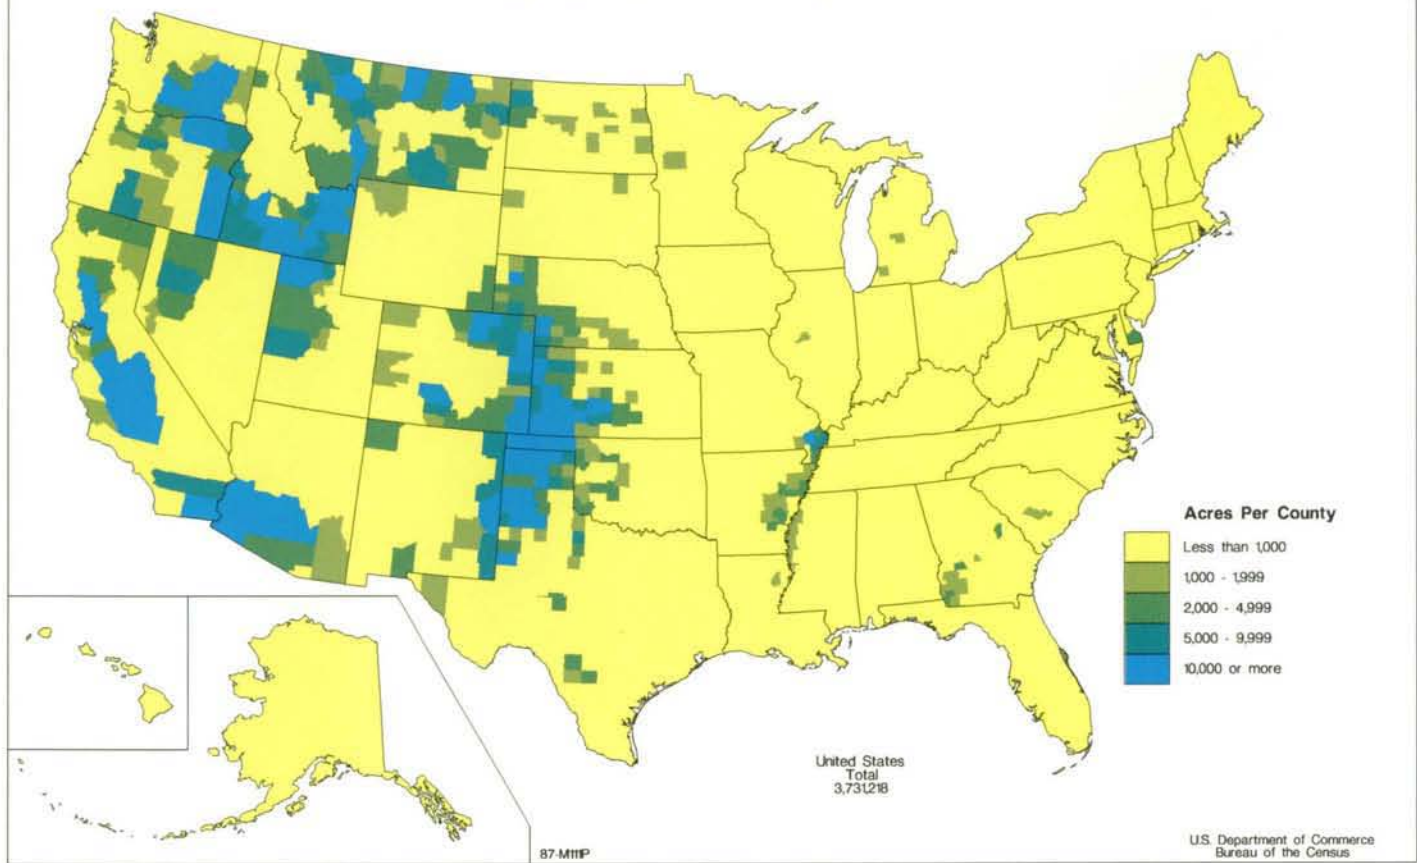 Acres Per County
Less than 1,000
1,000 - 1,999
2,000 - 4,999
5,000 - 9,999
10,000 or more
United States
Total
3,731,218
87-M111P
U.S. Department of Commerce
Bureau of the Census